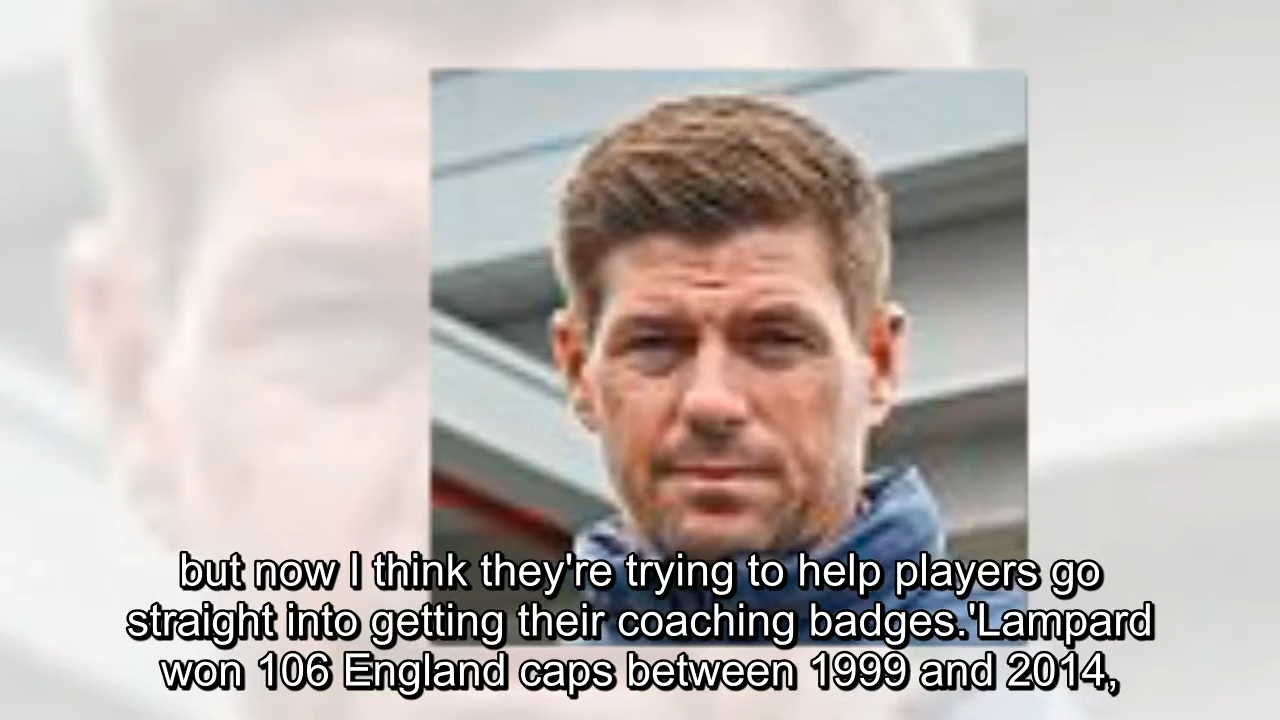 but now I think they're trying to help players go
straight into getting their coaching badges.'Lampard
won 106 England caps between 1999 and 2014,